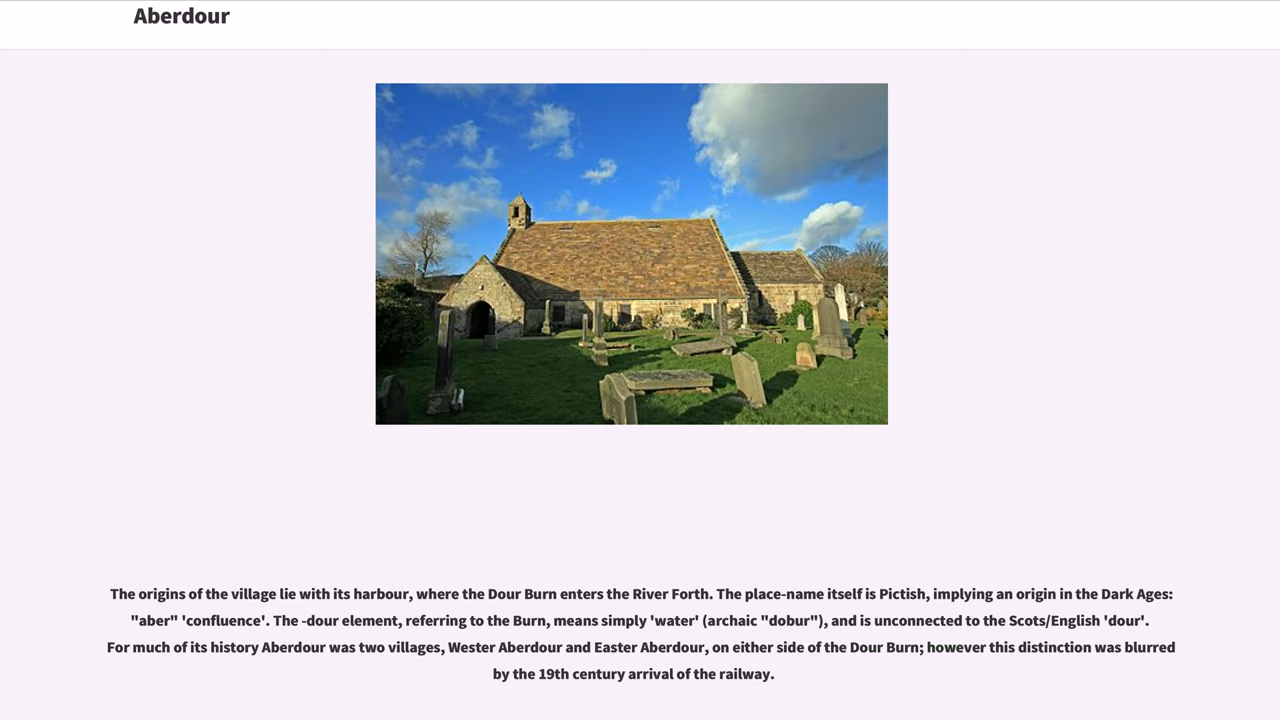 Aberdour
The origins of the village lie with its harbour, where the Dour Burn enters the River Forth. The place-name itself is Pictish, implying an origin in the Dark Ages:
"aber" 'confluence'. The -dour element, referring to the Burn, means simply 'water' (archaic "dobur"), and is unconnected to the Scots/English 'dour'.
For much of its history Aberdour was two villages, Wester Aberdour and Easter Aberdour, on either side of the Dour Burn; however this distinction was blurred
by the 19th century arrival of the railway.